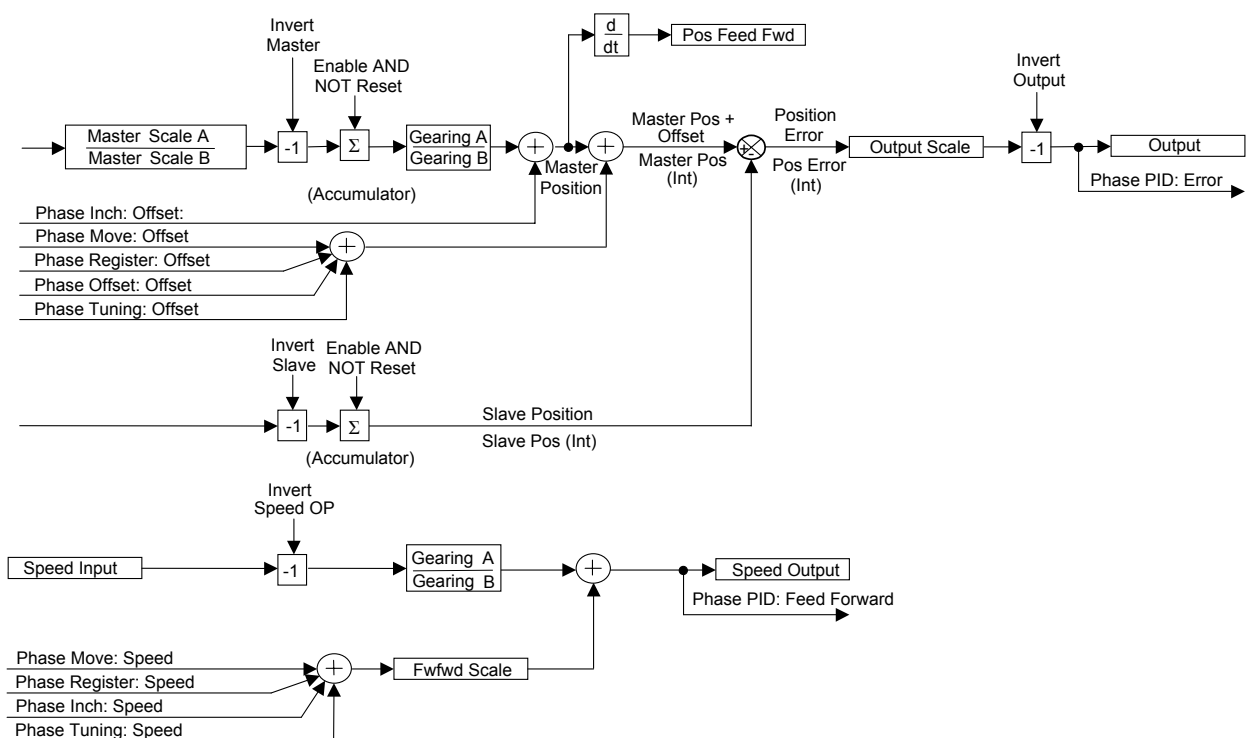 Invert
Master
Enable AND
NOT Reset
d
dt
Pos Feed Fwd
Invert
Output
Master Scale A
Master Scale B
-1
Σ
Gearing A
Gearing B
+
+
Master Pos +
Offset
Master Pos
(Int)
+
-
Position
Error
Pos Error
(Int)
Output Scale
-1
Output
Phase PID: Error
Master
Position
(Accumulator)
Phase Inch: Offset:
Phase Move: Offset
Phase Register: Offset
Phase Offset: Offset
Phase Tuning: Offset
+
Invert
Slave
Enable AND
NOT Reset
-1
Σ
Slave Position
Slave Pos (Int)
(Accumulator)
Invert
Speed OP
Speed Input
-1
Gearing A
Gearing B
+
Speed Output
Phase PID: Feed Forward
Phase Move: Speed
Phase Register: Speed
Phase Inch: Speed
Phase Tuning: Speed
+
Fwfwd Scale